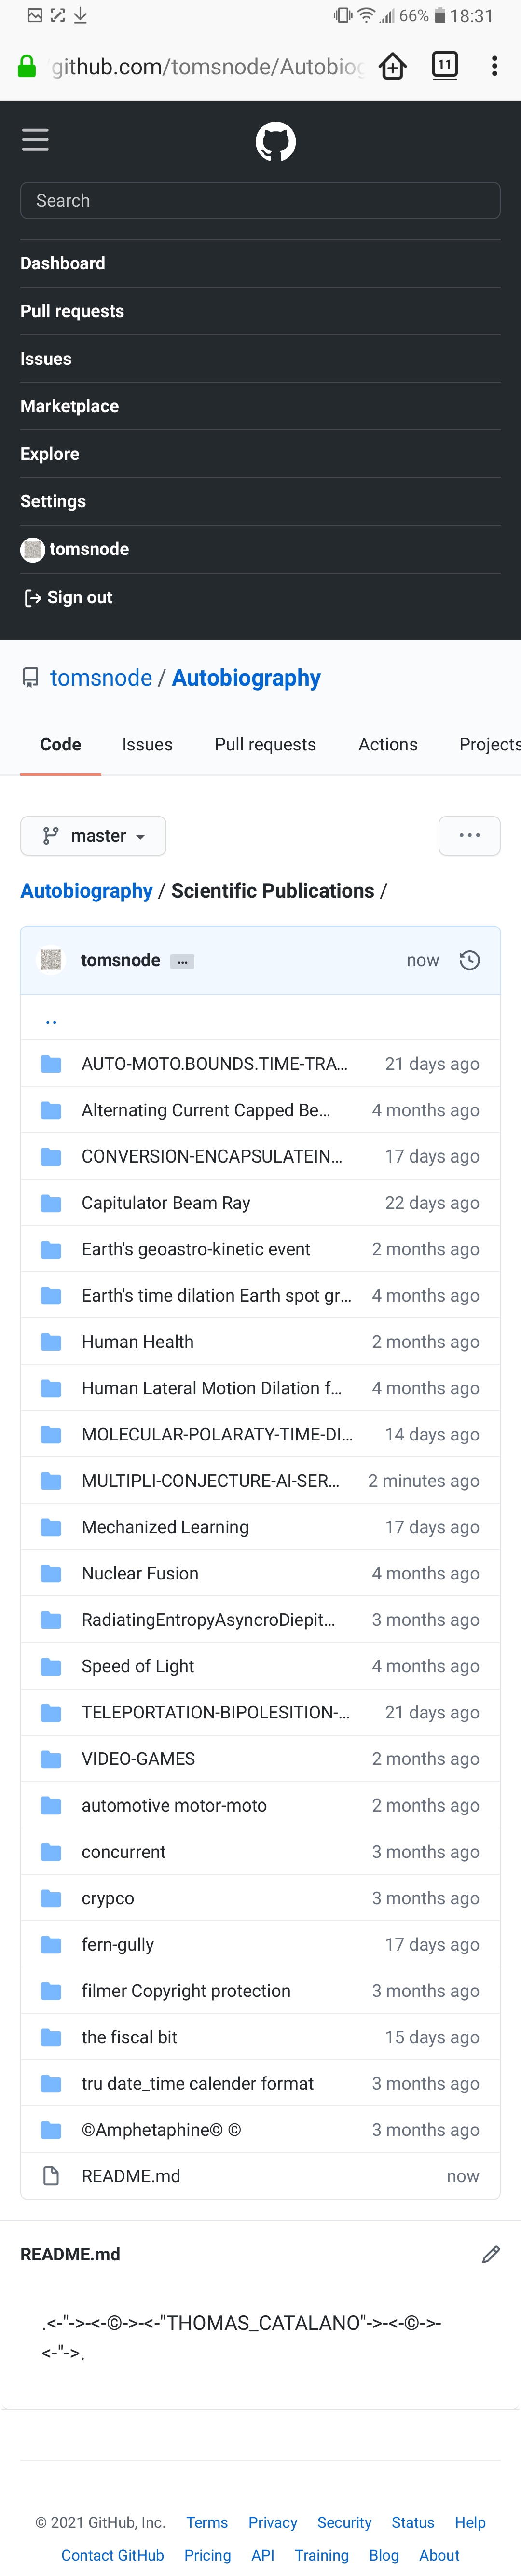 66% 18:31
github.com/tomsnode/Autobiog
11
Search
Dashboard
Pull requests
Issues
Marketplace
Explore
Settings
tomsnode
Sign out
tomsnode / Autobiography
Code Issues Pull requests Actions Projects
master ...
Autobiography / Scientific Publications /
tomsnode ... now
..
AUTO-MOTO.BOUNDS.TIME-TRA... 21 days ago
Alternating Current Capped Be... 4 months ago
CONVERSION-ENCAPSULATEIN... 17 days ago
Capitulator Beam Ray 22 days ago
Earth's geoastro-kinetic event 2 months ago
Earth's time dilation Earth spot gr... 4 months ago
Human Health 2 months ago
Human Lateral Motion Dilation f... 4 months ago
MOLECULAR-POLARATY-TIME-DI... 14 days ago
MULTIPLI-CONJECTURE-AI-SER... 2 minutes ago
Mechanized Learning 17 days ago
Nuclear Fusion 4 months ago
RadiatingEntropyAsyncroDiepit... 3 months ago
Speed of Light 4 months ago
TELEPORTATION-BIPOLESITION-... 21 days ago
VIDEO-GAMES 2 months ago
automotive motor-moto 2 months ago
concurrent 3 months ago
crypco 3 months ago
fern-gully 17 days ago
filmer Copyright protection 3 months ago
the fiscal bit 15 days ago
tru date_time calender format 3 months ago
©Amphetaphine© © 3 months ago
README.md now
README.md
.<-"->-<-©->-<-"THOMAS_CATALANO"->-<-©->-
<-"->.
© 2021 GitHub, Inc. Terms Privacy Security Status Help
Contact GitHub Pricing API Training Blog About